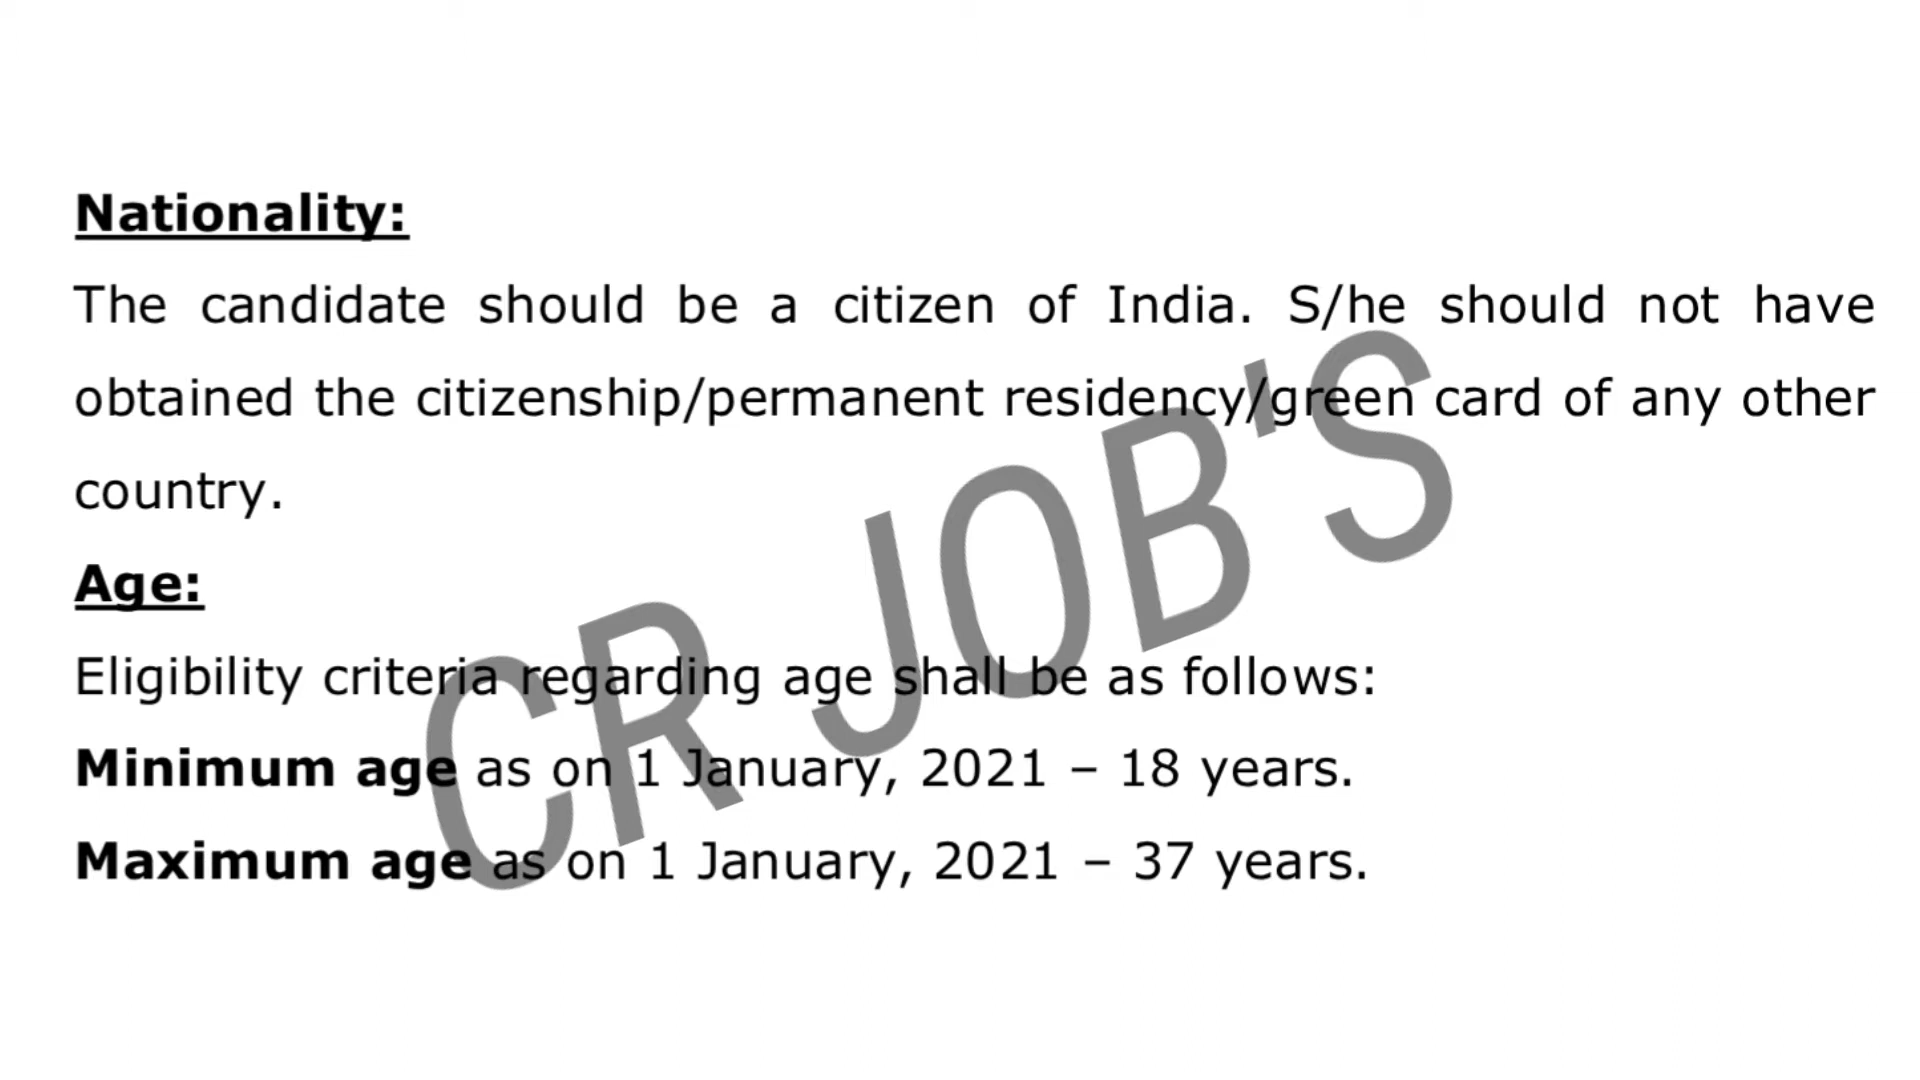 Nationality:
The candidate should be a citizen of India. S/he should not have
obtained the citizenship/permanent residency/green card of any other
country.
Age:
Eligibility criteria regarding age shall be as follows:
Minimum age as on 1 January, 2021 – 18 years.
Maximum age as on 1 January, 2021 – 37 years.
CR JOB'S